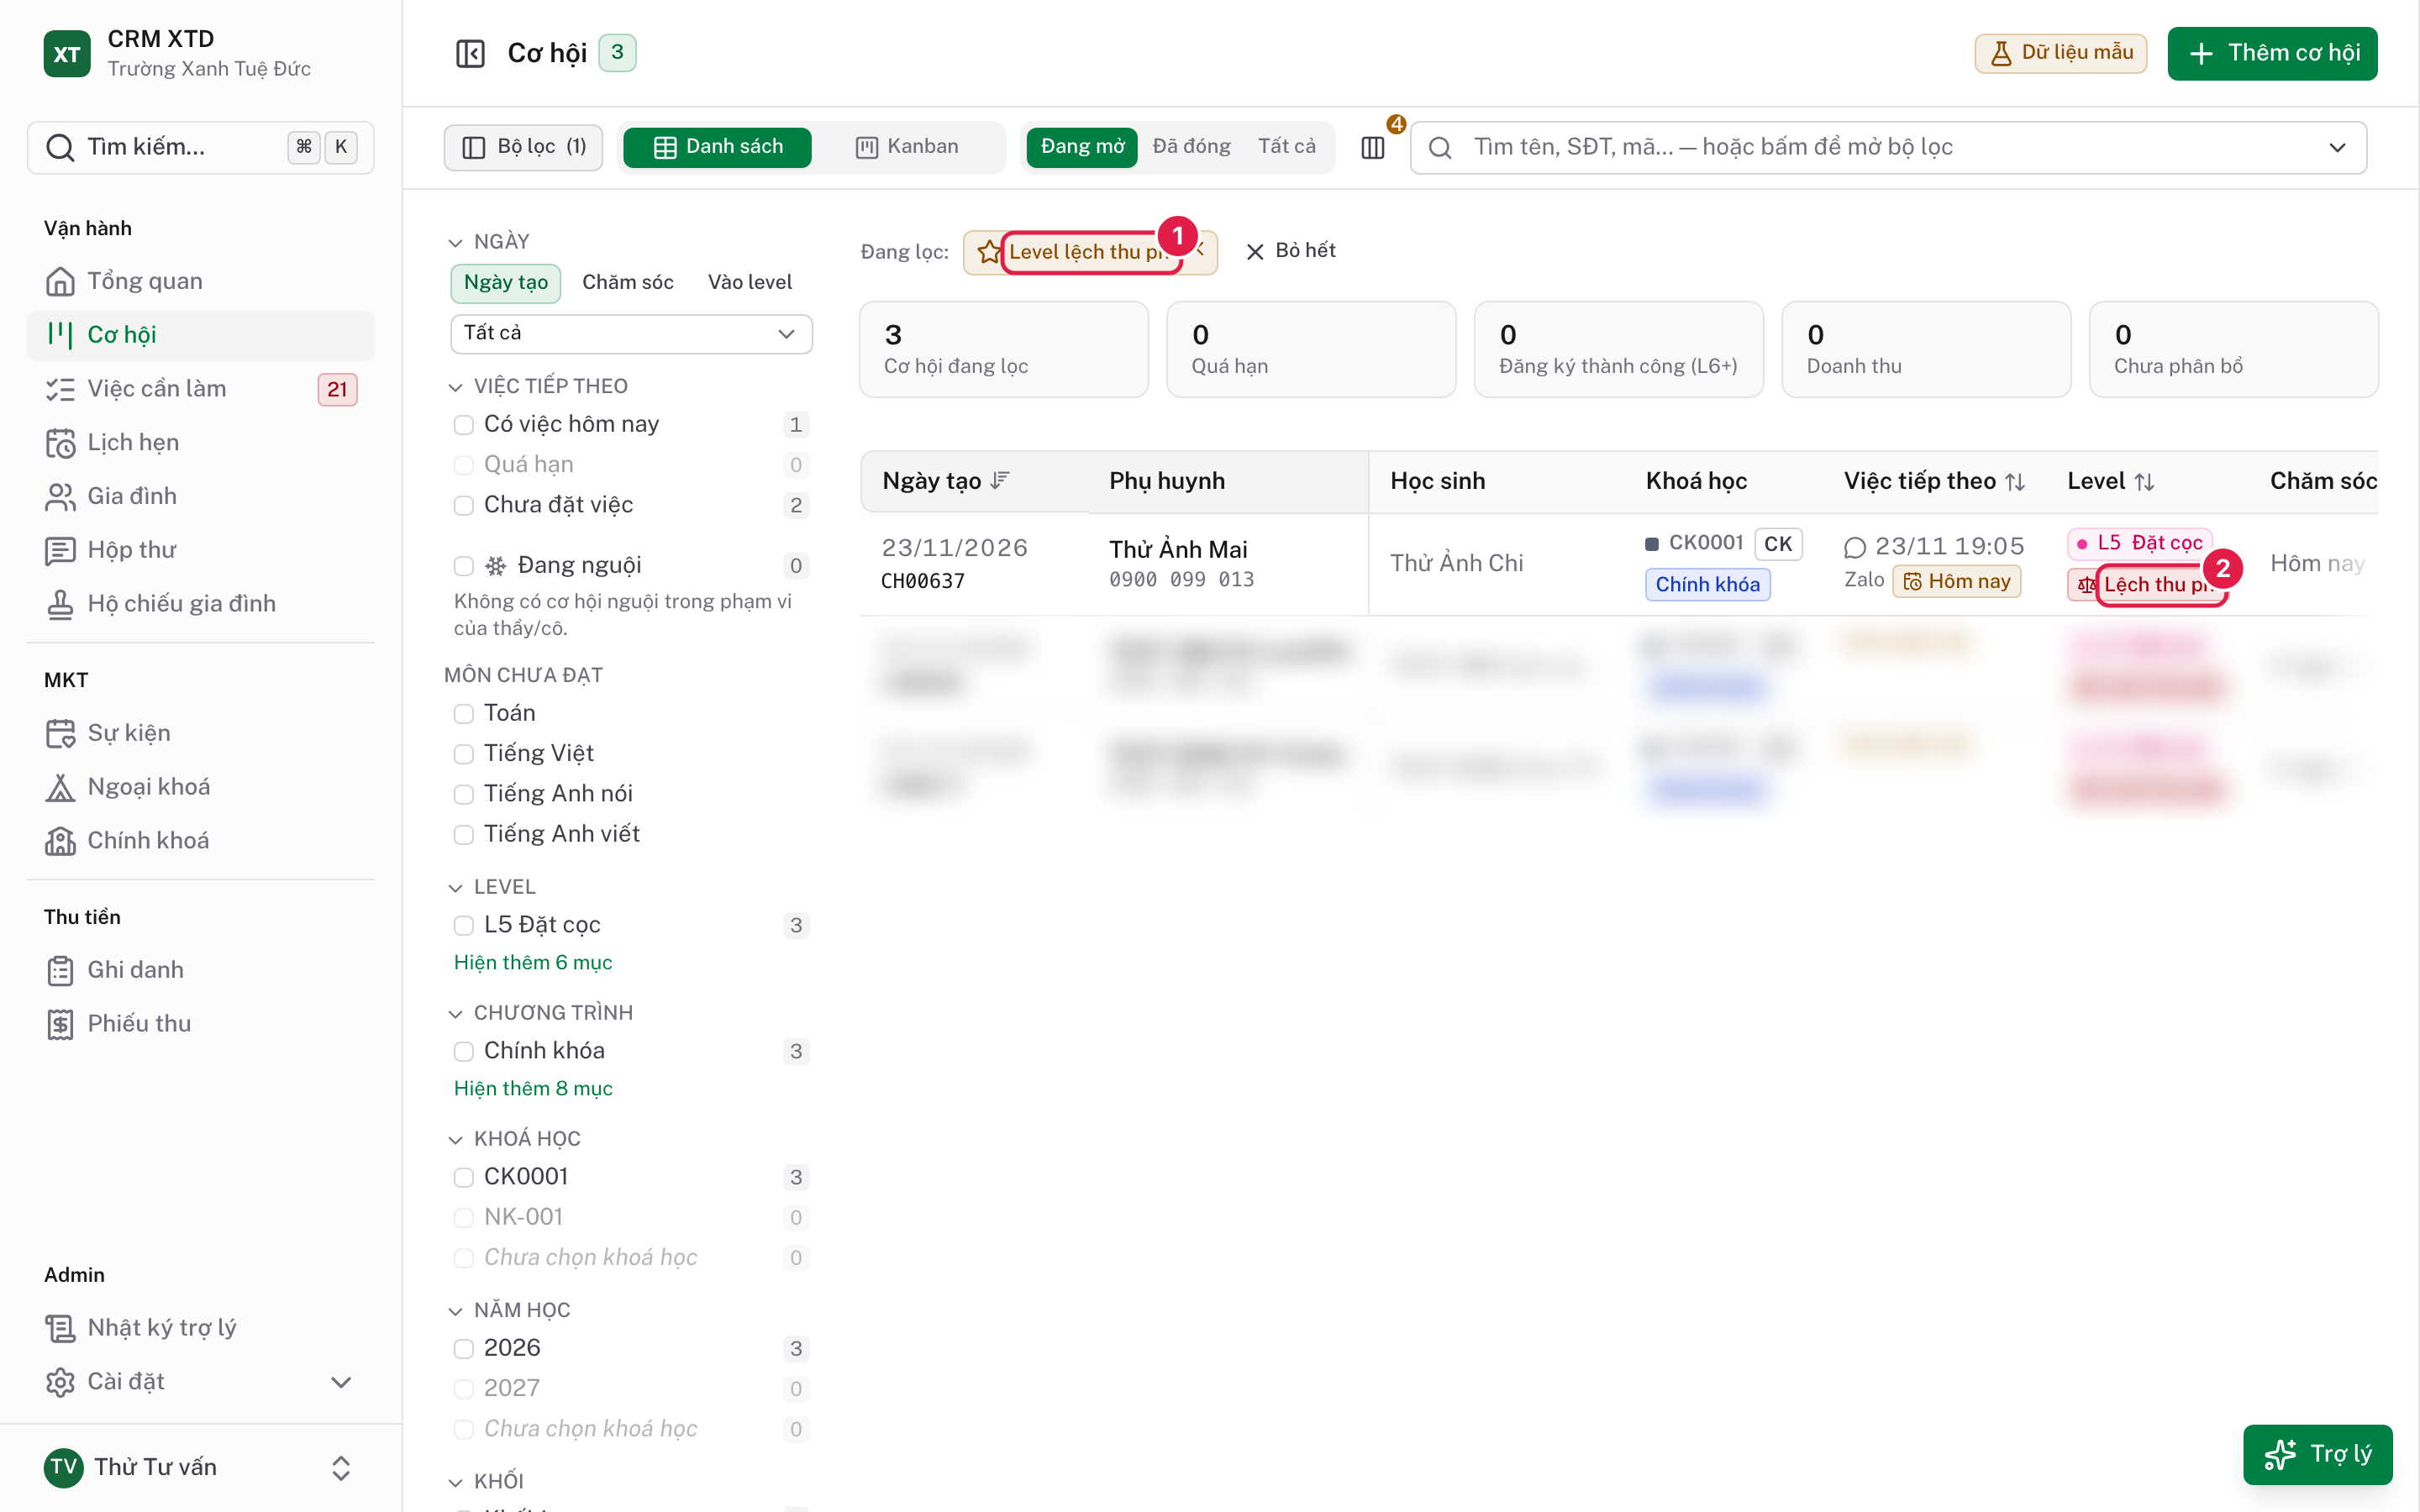 XT
CRM XTD
Trường Xanh Tuệ Đức
Tìm kiếm...
⌘ K
Vận hành
Tổng quan
Cơ hội
Việc cần làm 21
Lịch hẹn
Gia đình
Hộp thư
Hộ chiếu gia đình
MKT
Sự kiện
Ngoại khoá
Chính khoá
Thu tiền
Ghi danh
Phiếu thu
Admin
Nhật ký trợ lý
Cài đặt
TV Thử Tư vấn
Cơ hội 3
Dữ liệu mẫu
Thêm cơ hội
Bộ lọc (1)
Danh sách
Kanban
Đang mở
Đã đóng
Tất cả
4
Tìm tên, SĐT, mã... — hoặc bấm để mở bộ lọc
NGÀY
Ngày tạo Chăm sóc Vào level
Tất cả
VIỆC TIẾP THEO
Có việc hôm nay 1
Quá hạn 0
Chưa đặt việc 2
Đang nguội 0
Không có cơ hội nguội trong phạm vi
của thầy/cô.
MÔN CHƯA ĐẠT
Toán
Tiếng Việt
Tiếng Anh nói
Tiếng Anh viết
LEVEL
L5 Đặt cọc 3
Hiện thêm 6 mục
CHƯƠNG TRÌNH
Chính khóa 3
Hiện thêm 8 mục
KHOÁ HỌC
CK0001 3
NK-001 0
Chưa chọn khoá học 0
NĂM HỌC
2026 3
2027 0
Chưa chọn khoá học 0
KHỐI
Đang lọc: Level lệch thu 1
Bỏ hết
3
Cơ hội đang lọc
0
Quá hạn
0
Đăng ký thành công (L6+)
0
Doanh thu
0
Chưa phân bổ
Ngày tạo Phụ huynh Học sinh Khoá học Việc tiếp theo Level Chăm sóc
23/11/2026 Thử Ảnh Mai Thử Ảnh Chi CK0001 CK 23/11 19:05 L5 Đặt cọc Hôm nay
CH00637 0900 099 013 Chính khóa Zalo Hôm nay Lệch thu 2
Trợ lý